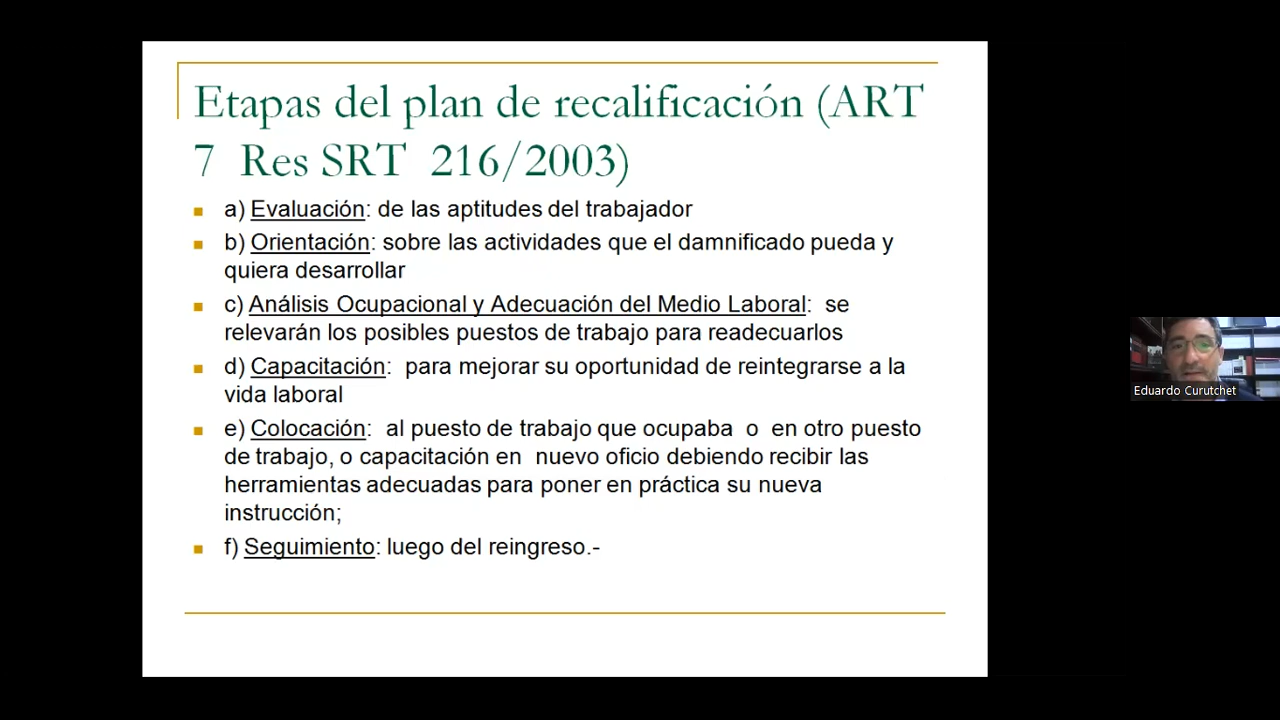 Etapas del plan de recalificación (ART
7 Res SRT 216/2003)
a) Evaluación: de las aptitudes del trabajador
b) Orientación: sobre las actividades que el damnificado pueda y
quiera desarrollar
c) Análisis Ocupacional y Adecuación del Medio Laboral: se
relevarán los posibles puestos de trabajo para readecuarlos
d) Capacitación: para mejorar su oportunidad de reintegrarse a la
vida laboral
e) Colocación: al puesto de trabajo que ocupaba o en otro puesto
de trabajo, o capacitación en nuevo oficio debiendo recibir las
herramientas adecuadas para poner en práctica su nueva
instrucción;
f) Seguimiento: luego del reingreso.-
Eduardo Curutchet